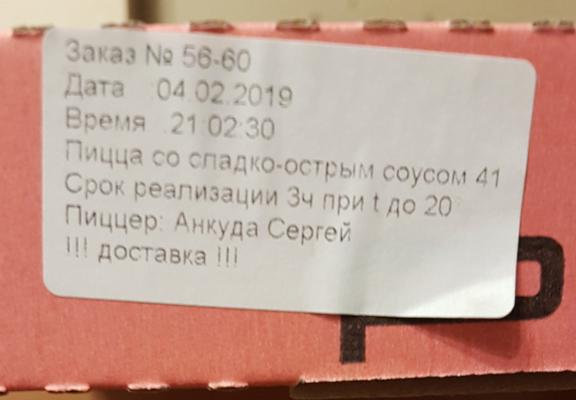 Заказ № 56-60
Дата :04.02.2019
Время :21:02:30
Пицца со сладко-острым соусом 41
Срок реализации 3ч при t до 20
Пиццер: Анкуда Сергей
!!! доставка !!!